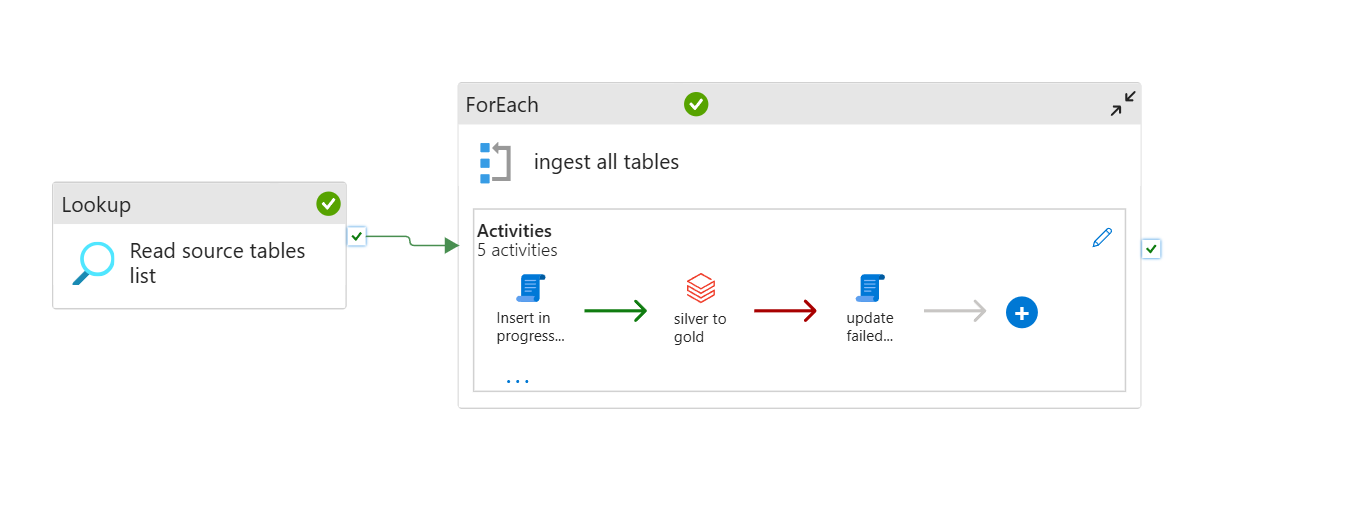 Lookup
Read source tables
list
ForEach
ingest all tables
Activities
5 activities
Insert in
progress...
silver to
gold
update
failed...
...